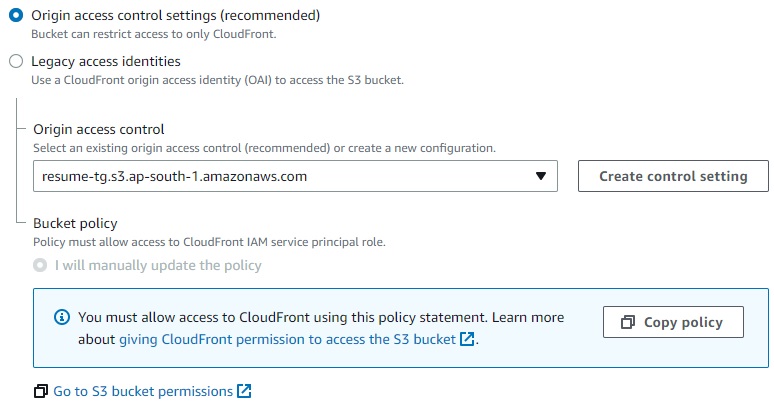 Origin access control settings (recommended)
Bucket can restrict access to only CloudFront.
Legacy access identities
Use a CloudFront origin access identity (OAI) to access the S3 bucket.
Origin access control
Select an existing origin access control (recommended) or create a new configuration.
resume-tg.s3.ap-south-1.amazonaws.com
Create control setting
Bucket policy
Policy must allow access to CloudFront IAM service principal role.
I will manually update the policy
You must allow access to CloudFront using this policy statement. Learn more
about giving CloudFront permission to access the S3 bucket.
Copy policy
Go to S3 bucket permissions